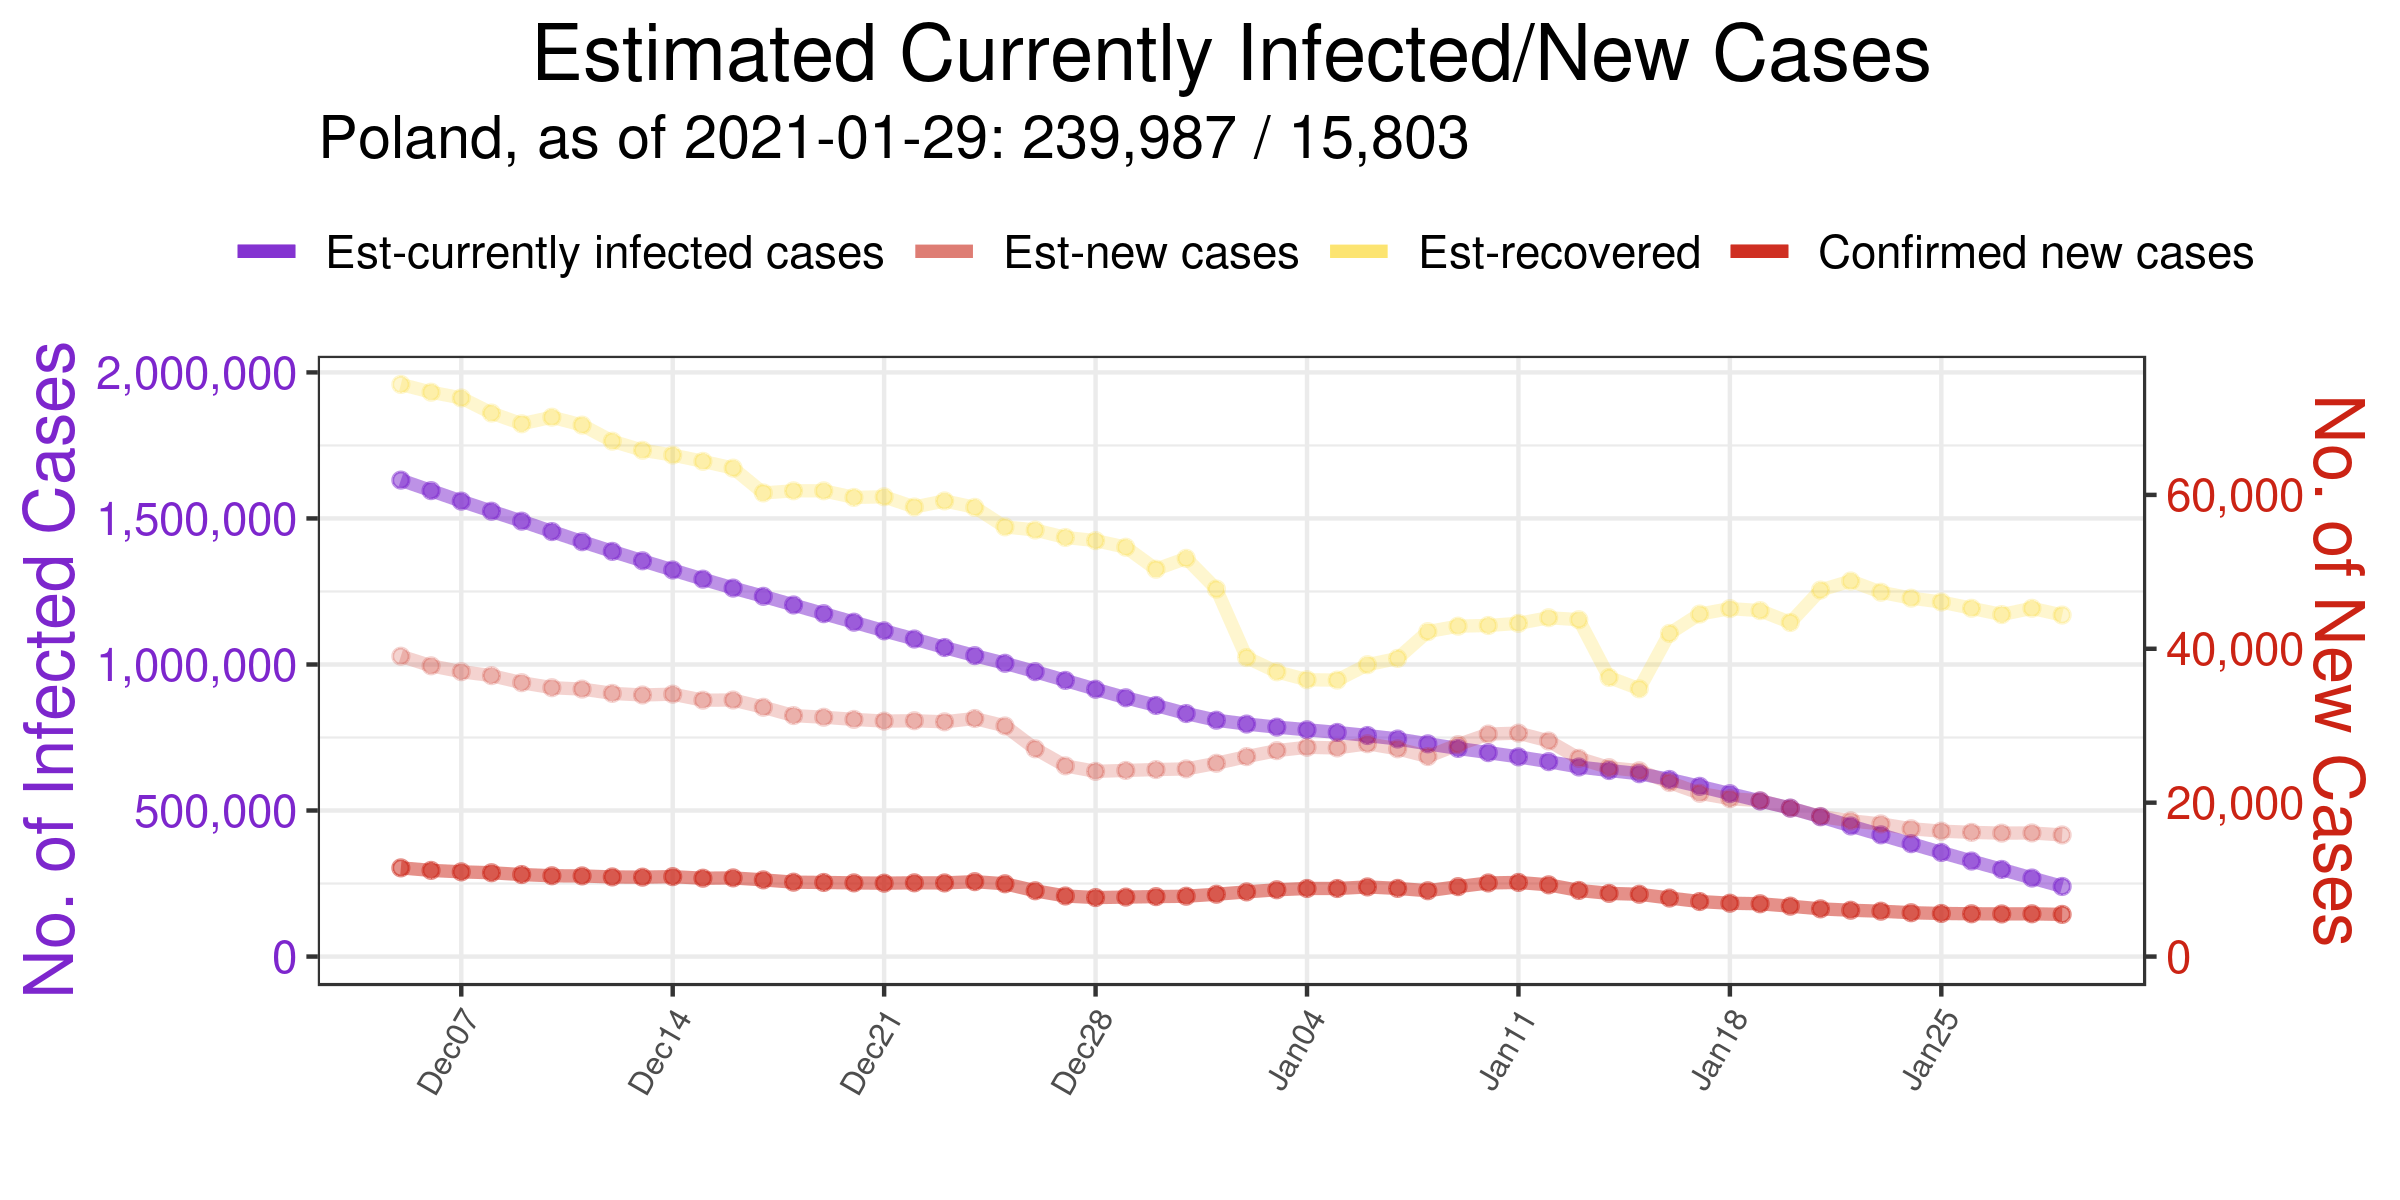 Estimated Currently Infected/New Cases
Poland, as of 2021-01-29: 239,987 / 15,803
Est-currently infected cases Est-new cases Est-recovered Confirmed new cases
No. of Infected Cases
2,000,000
1,500,000
1,000,000
500,000
0
60,000
40,000
20,000
0
No. of New Cases
Dec07 Dec14 Dec21 Dec28 Jan04 Jan11 Jan18 Jan25